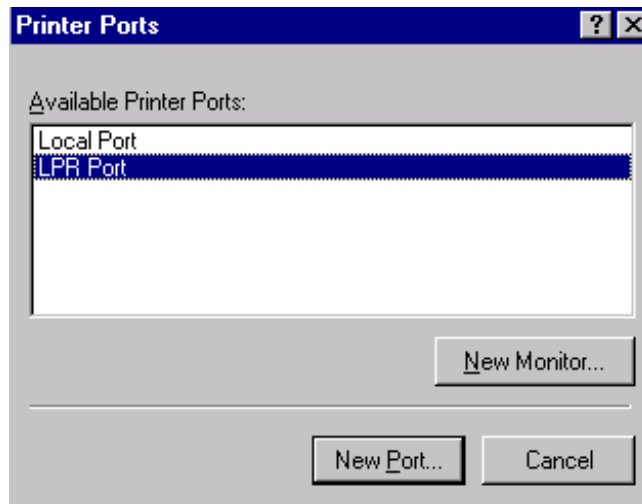 Printer Ports
Available Printer Ports:
Local Port
LPR Port
New Monitor...
New Port...
Cancel